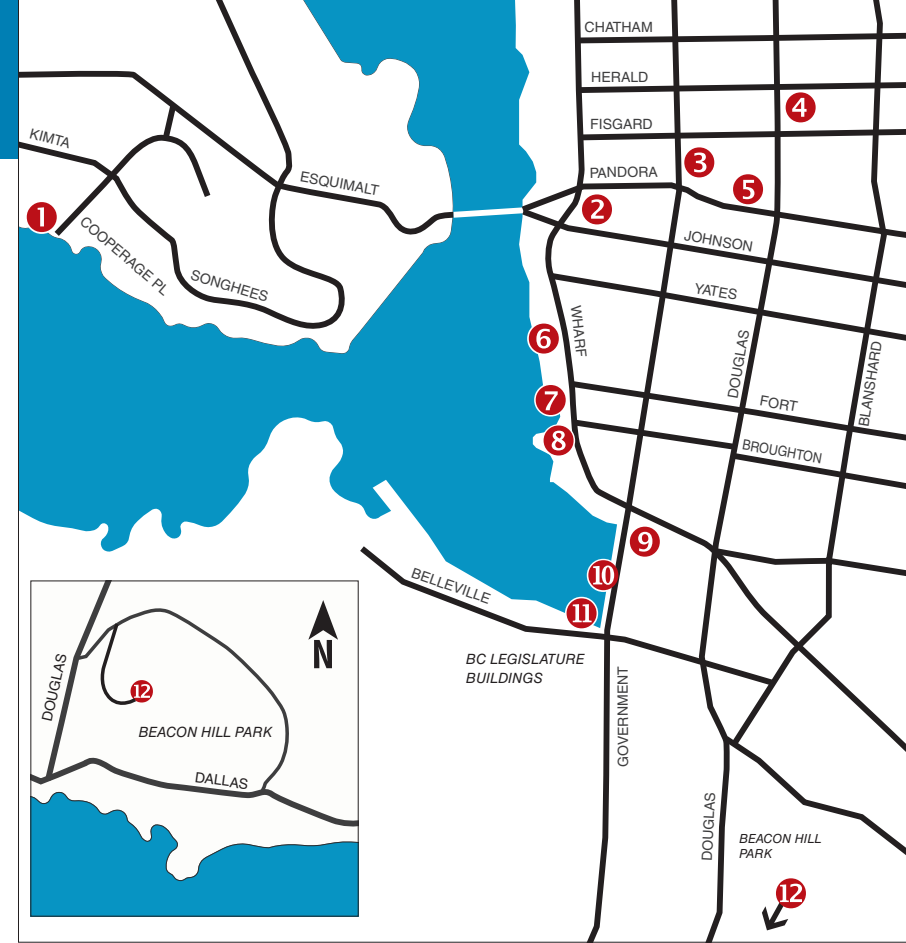 CHATHAM
HERALD
4
FISGARD
KIMTA
3
PANDORA
ESQUIMALT
5
2
1
COOPERAGE PL
JOHNSON
SONGHEES
YATES
WHARF
6
DOUGLAS
BLANSHARD
7
FORT
8
BROUGHTON
9
10
BELLEVILLE
11
N
BC LEGISLATURE
BUILDINGS
GOVERNMENT
DOUGLAS
12
BEACON HILL PARK
DALLAS
DOUGLAS
BEACON HILL
PARK
12